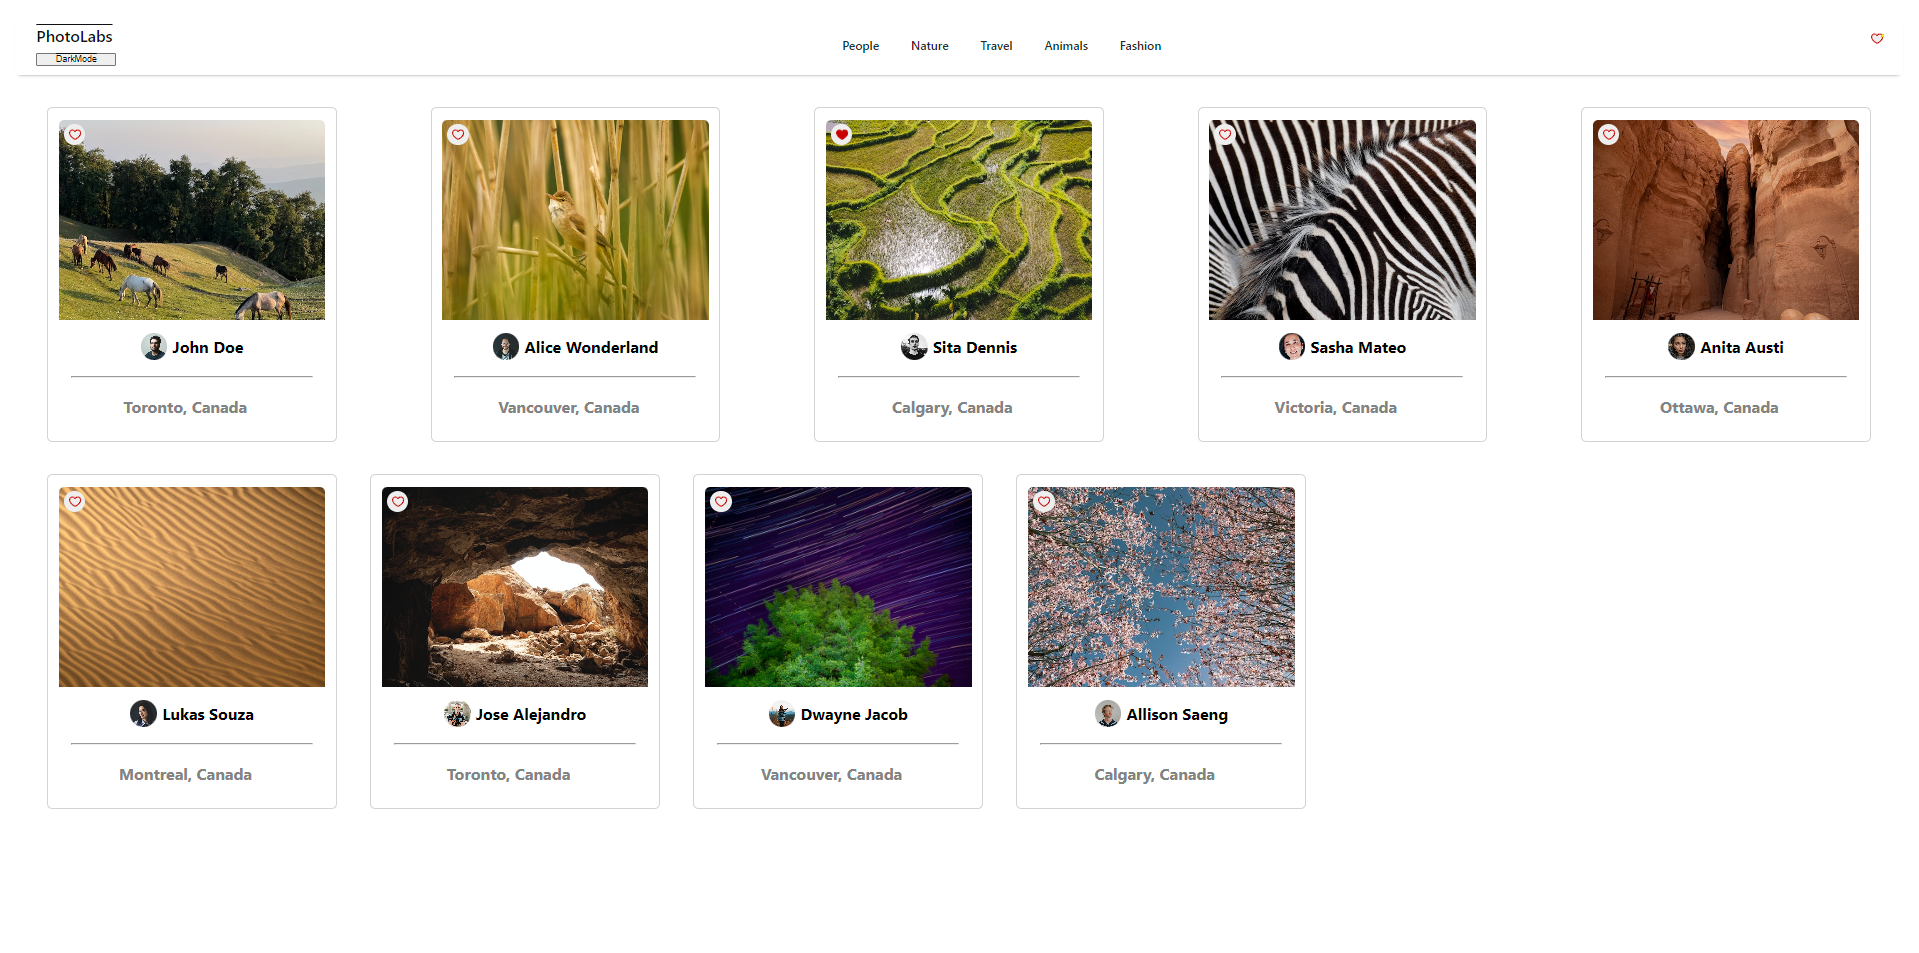 PhotoLabs
DarkMode
People Nature Travel Animals Fashion
John Doe
Toronto, Canada
Alice Wonderland
Vancouver, Canada
Sita Dennis
Calgary, Canada
Sasha Mateo
Victoria, Canada
Anita Austi
Ottawa, Canada
Lukas Souza
Montreal, Canada
Jose Alejandro
Toronto, Canada
Dwayne Jacob
Vancouver, Canada
Allison Saeng
Calgary, Canada